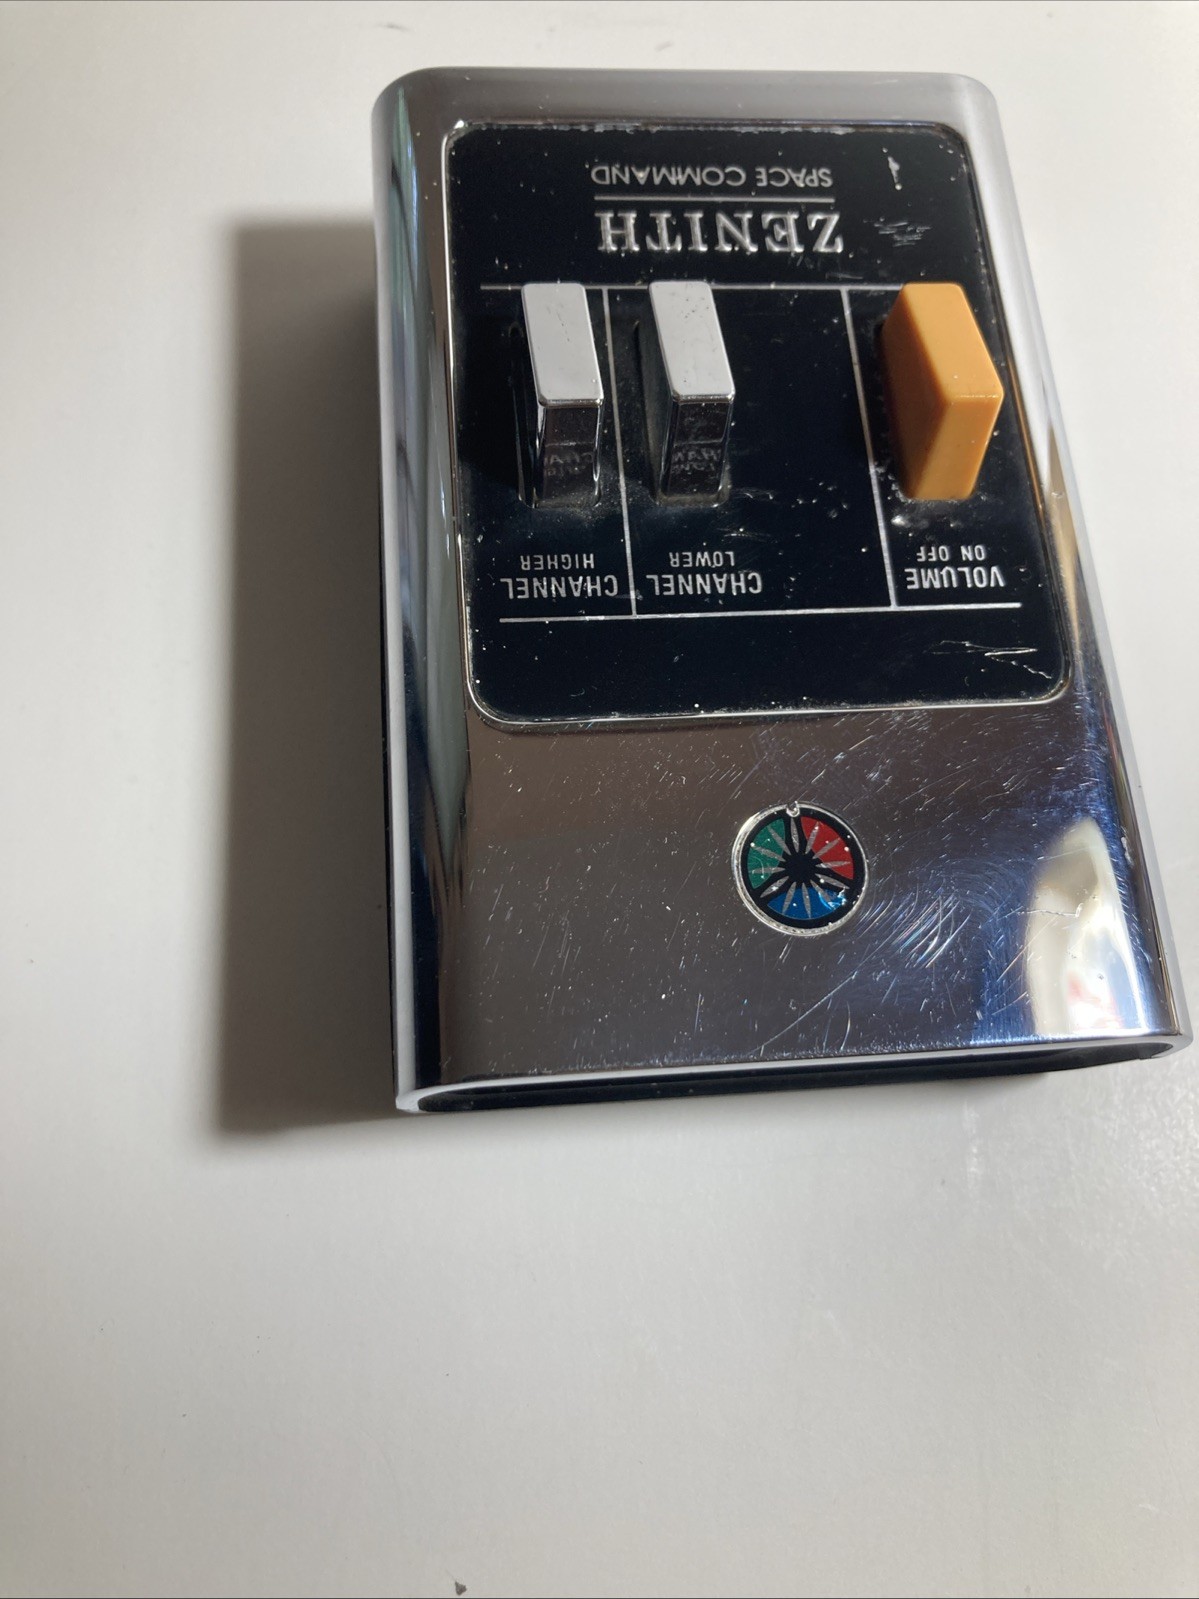 VOLUME
ON OFF
CHANNEL
LOWER
CHANNEL
HIGHER
ZENITH
SPACE COMMAND